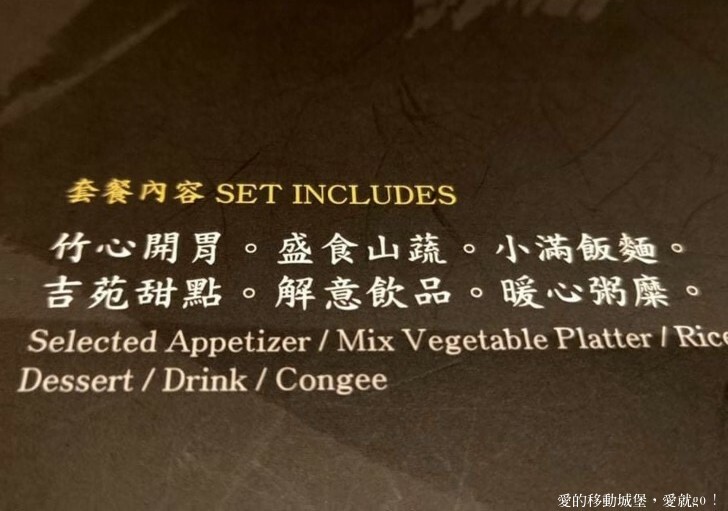 套餐內容 SET INCLUDES
竹心開胃。盛食山蔬。小滿飯麵。
吉苑甜點。解意飲品。暖心粥糜。
Selected Appetizer / Mix Vegetable Platter / Rice
Dessert / Drink / Congee
愛的移動城堡，愛就go！